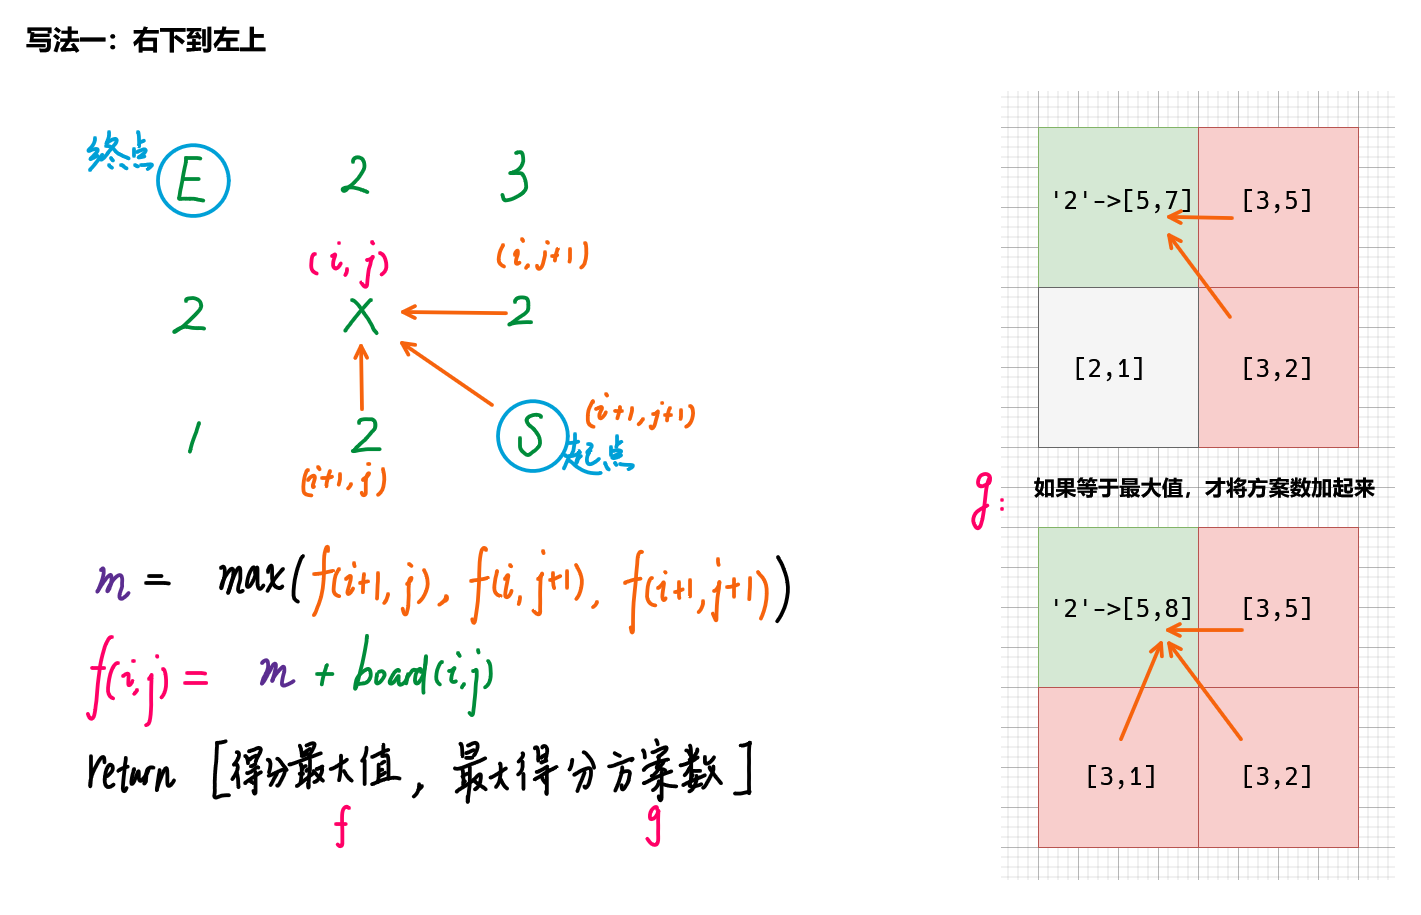 写法一：右下到左上
终点 E 2 3
(i,j) (i,j+1)
2 X 2
1 2 S (i+1,j+1)
起点
(i+1,j)
m = max(f(i+1,j), f(i,j+1), f(i+1,j+1))
f(i,j) = m + board(i,j)
return [得分最大值, 最大得分方案数]
f g
'2'->[5,7] [3,5]
[2,1] [3,2]
g: 如果等于最大值，才将方案数加起来
'2'->[5,8] [3,5]
[3,1] [3,2]